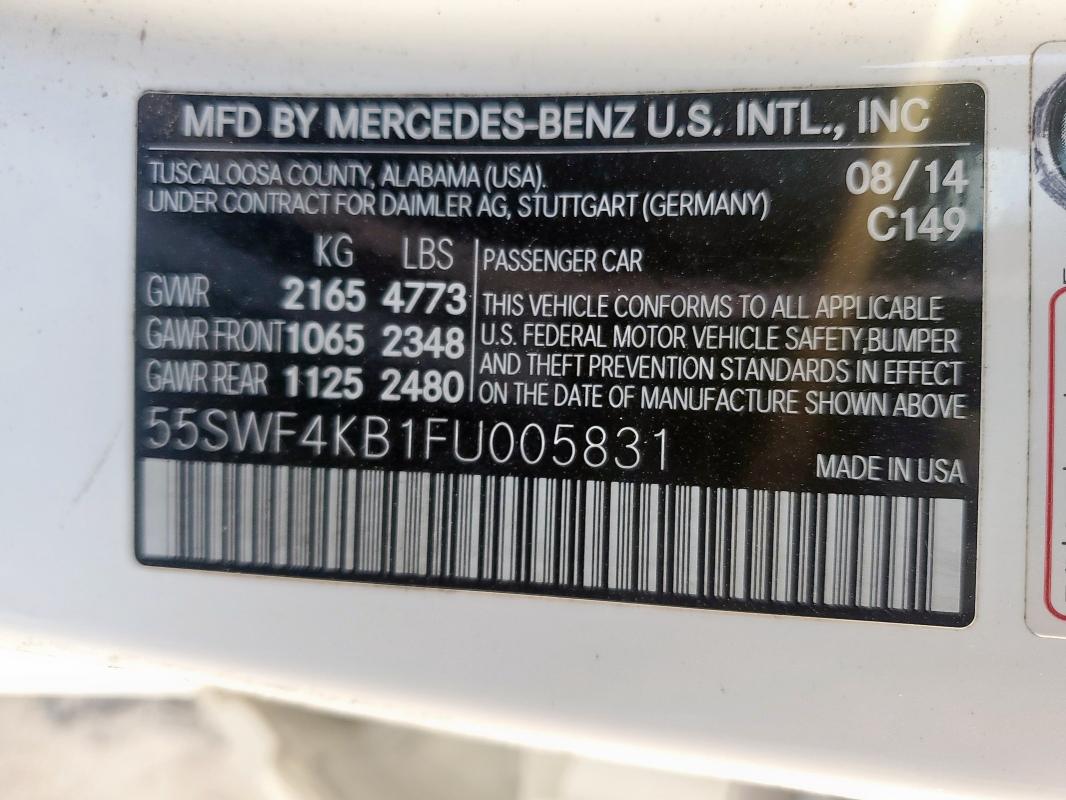 MFD BY MERCEDES-BENZ U.S. INTL., INC
TUSCALOOSA COUNTY, ALABAMA (USA).
UNDER CONTRACT FOR DAIMLER AG, STUTTGART (GERMANY)
08/14
C149
KG LBS
GVWR 2165 4773
GAWR FRONT 1065 2348
GAWR REAR 1125 2480
PASSENGER CAR
THIS VEHICLE CONFORMS TO ALL APPLICABLE
U.S. FEDERAL MOTOR VEHICLE SAFETY,BUMPER
AND THEFT PREVENTION STANDARDS IN EFFECT
ON THE DATE OF MANUFACTURE SHOWN ABOVE
55SWF4KB1FU005831
MADE IN USA